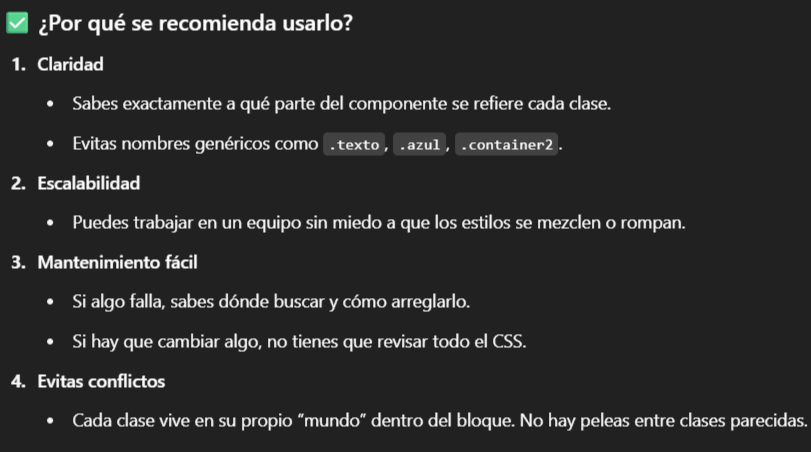 ✅ ¿Por qué se recomienda usarlo?
1. Claridad
• Sabes exactamente a qué parte del componente se refiere cada clase.
• Evitas nombres genéricos como .texto, .azul, .container2.
2. Escalabilidad
• Puedes trabajar en un equipo sin miedo a que los estilos se mezclen o rompan.
3. Mantenimiento fácil
• Si algo falla, sabes dónde buscar y cómo arreglarlo.
• Si hay que cambiar algo, no tienes que revisar todo el CSS.
4. Evitas conflictos
• Cada clase vive en su propio “mundo” dentro del bloque. No hay peleas entre clases parecidas.